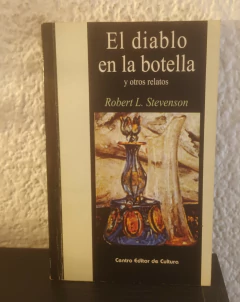 El diablo
en la botella
y otros relatos
Robert L. Stevenson
Centro Editor de Cultura